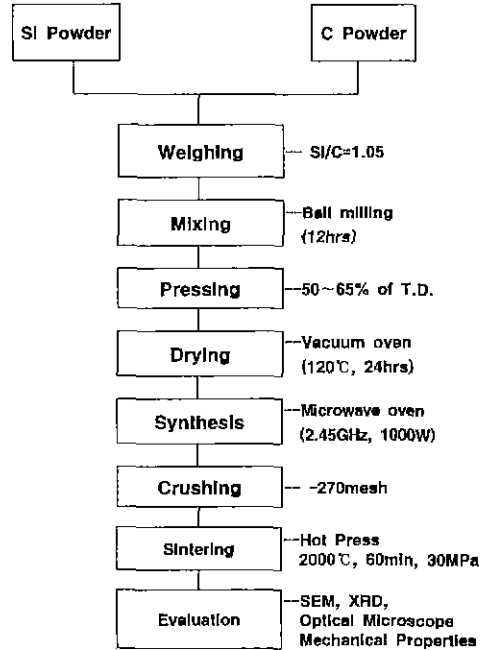 Si Powder
C Powder
Weighing
Si/C=1.05
Mixing
Ball milling
(12hrs)
Pressing
50~65% of T.D.
Drying
Vacuum oven
(120℃, 24hrs)
Synthesis
Microwave oven
(2.45GHz, 1000W)
Crushing
-270mesh
Sintering
Hot Press
2000℃, 60min, 30MPa
Evaluation
SEM, XRD,
Optical Microscope
Mechanical Properties